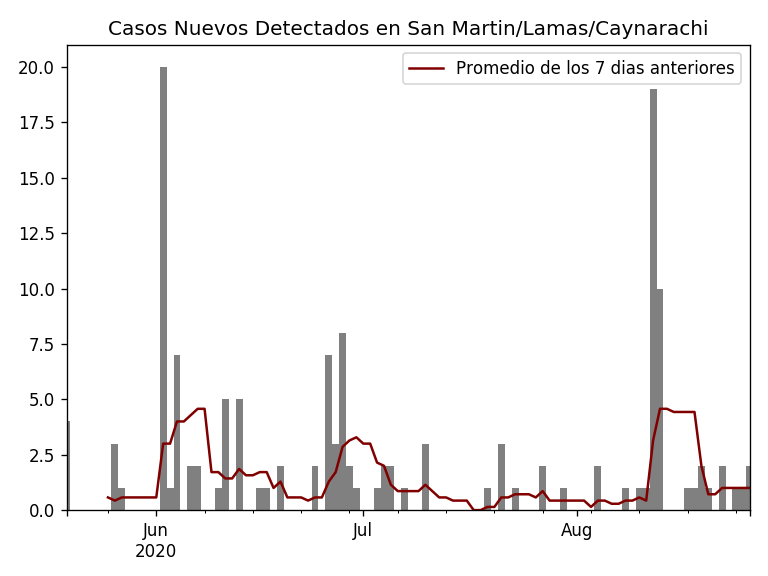 Casos Nuevos Detectados en San Martin/Lamas/Caynarachi
Promedio de los 7 dias anteriores
20.0
17.5
15.0
12.5
10.0
7.5
5.0
2.5
0.0
Jun
2020
Jul
Aug